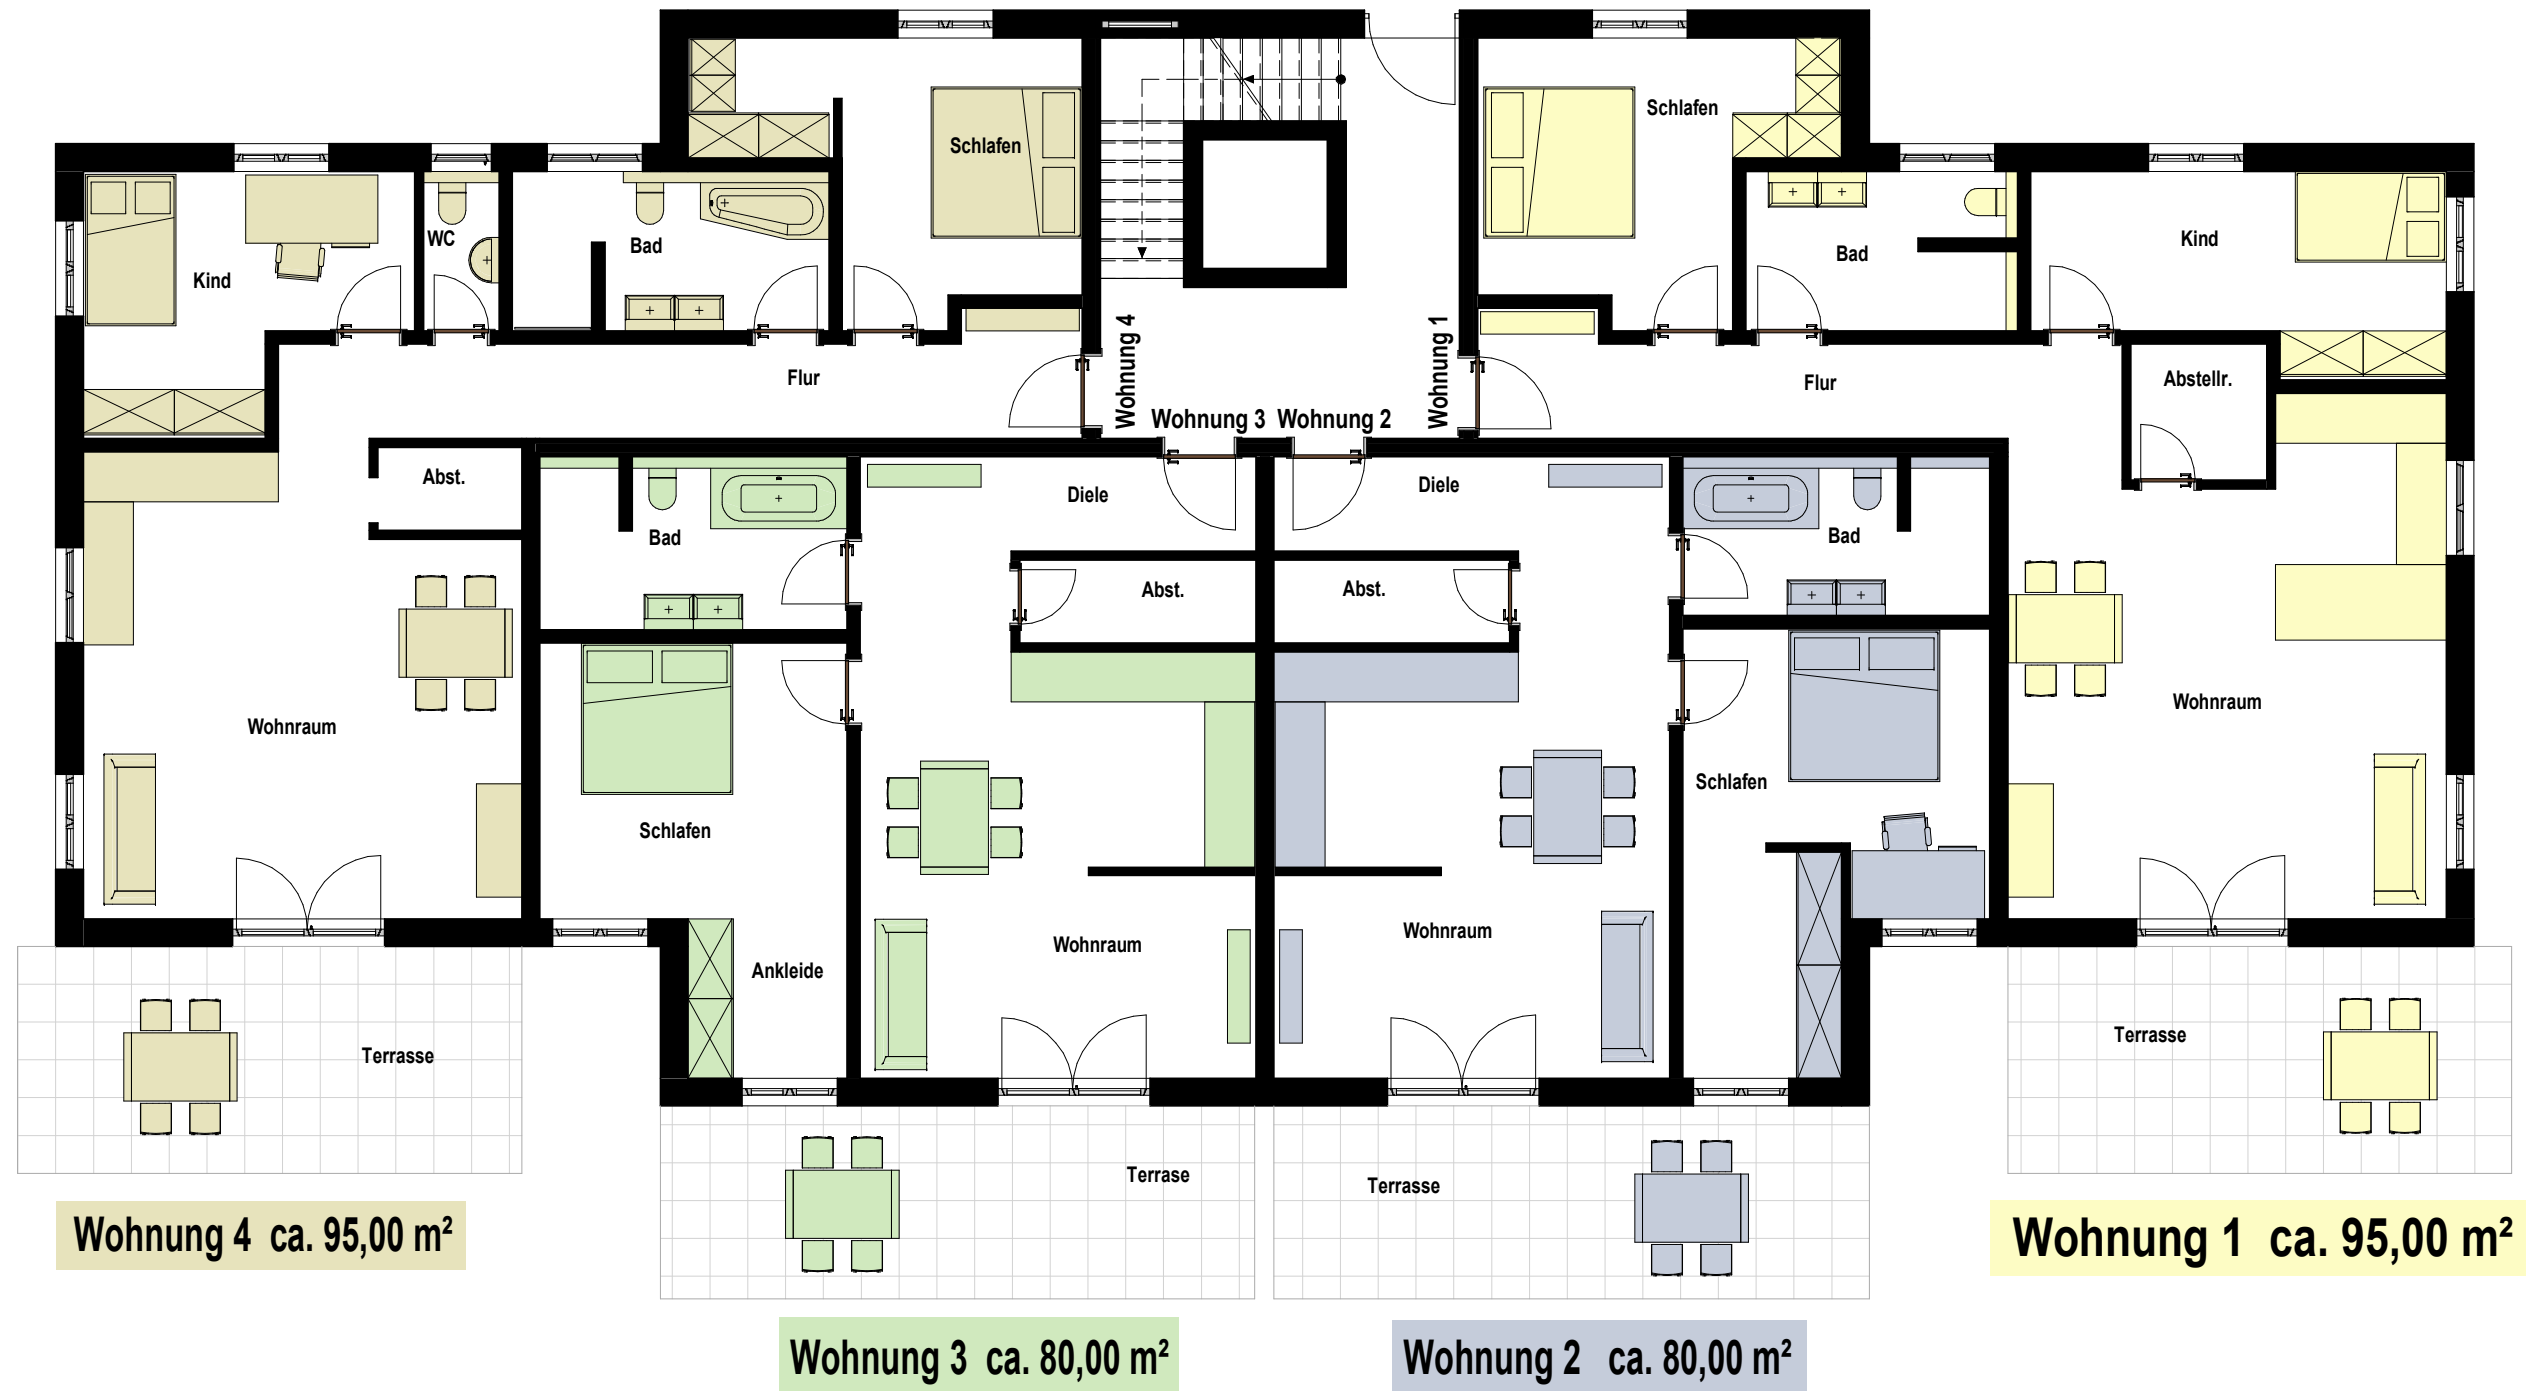 Schlafen
Schlafen
WC
Bad
Kind
Bad
Kind
Wohnung 4
Wohnung 1
Flur
Flur
Abstellr.
Wohnung 3
Wohnung 2
Abst.
Diele
Diele
Bad
Bad
Abst.
Abst.
Wohnraum
Wohnraum
Schlafen
Schlafen
Wohnraum
Wohnraum
Ankleide
Terrasse
Terrasse
Terrase
Terrasse
Wohnung 4 ca. 95,00 m²
Wohnung 1 ca. 95,00 m²
Wohnung 3 ca. 80,00 m²
Wohnung 2 ca. 80,00 m²